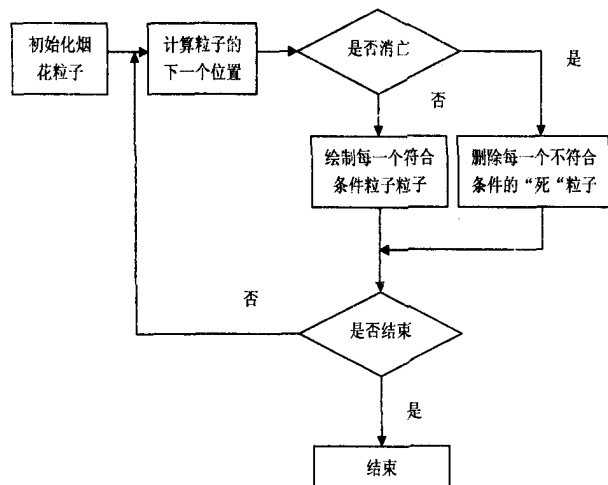 初始化烟
花粒子
计算粒子的
下一个位置
是否消亡
是
否
绘制每一个符合
条件粒子粒子
删除每一个不符合
条件的“死“粒子
否
是否结束
是
结束